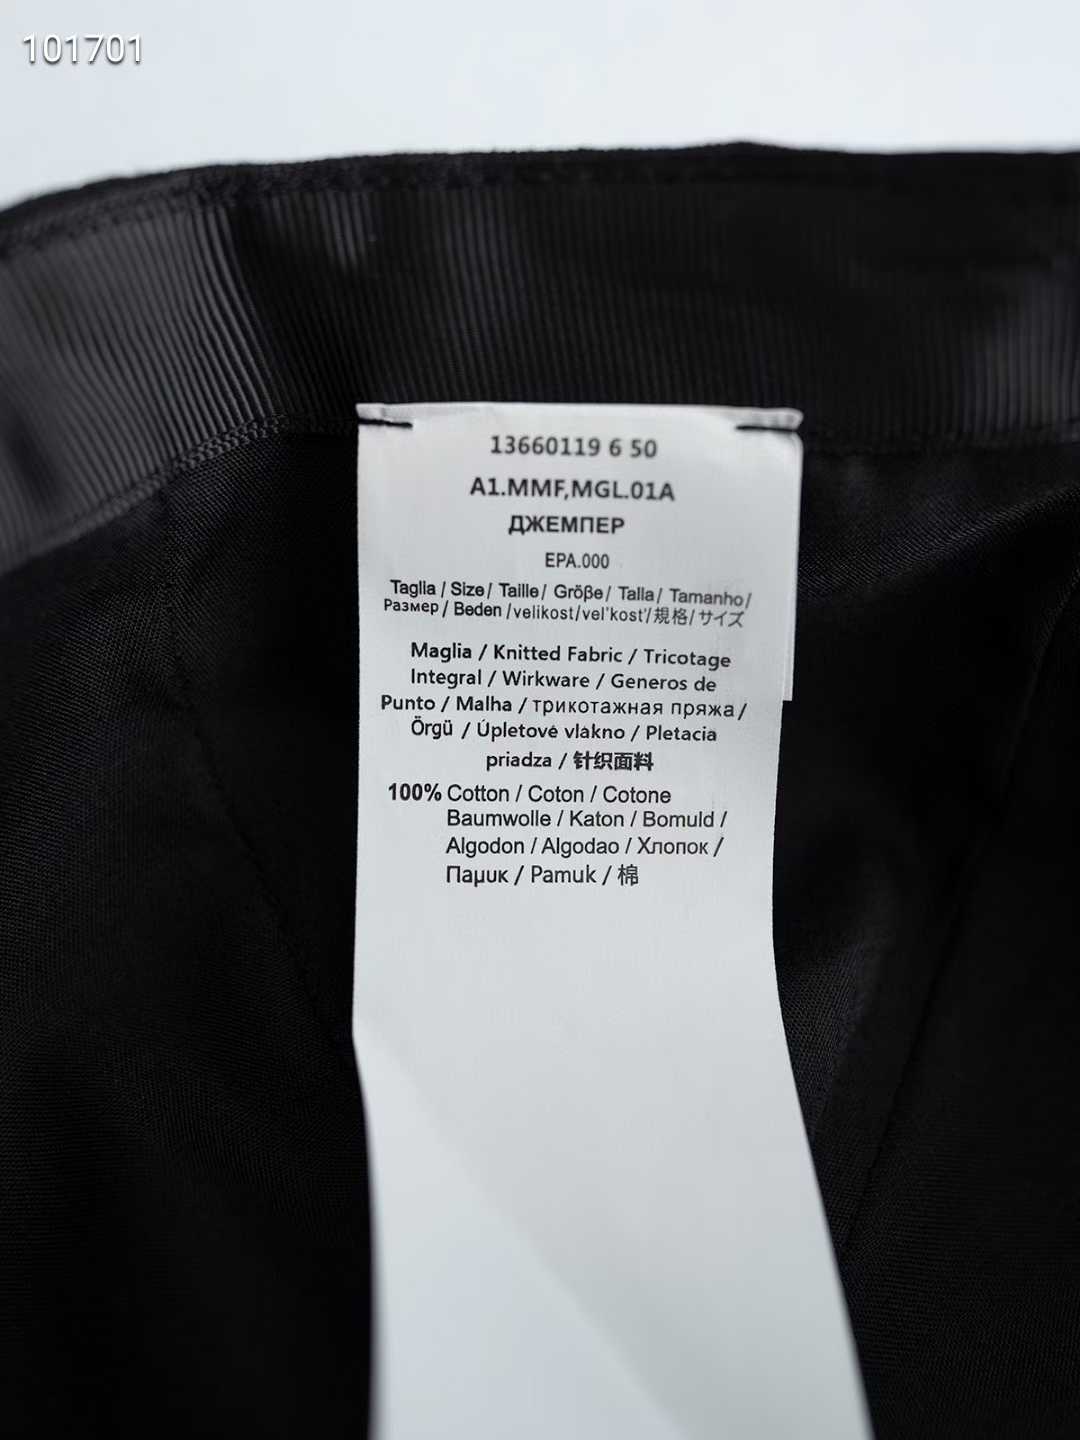 101701
13660119 6 50
A1.MMF,MGL.01A
ДЖЕМПЕР
EPA.000
Taglia / Size / Taille / Größe / Talla / Tamanho /
Размер / Beden / velikost / vel'kost' / 規格 / サイズ
Maglia / Knitted Fabric / Tricotage
Integral / Wirkware / Generos de
Punto / Malha / трикотажная пряжа /
Örgü / Úpletové vlákno / Pletacia
priadza / 针织面料
100% Cotton / Coton / Cotone
Baumwolle / Katon / Bomuld /
Algodon / Algodao / Хлопок /
Памик / Pamuk / 棉